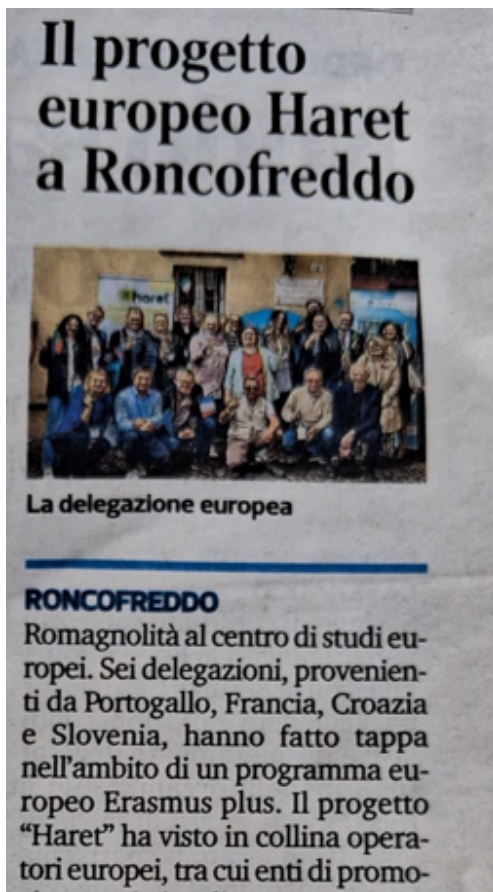 Il progetto
europeo Haret
a Roncofreddo
haret
La delegazione europea
RONCOFREDDO
Romagnolità al centro di studi eu-
ropei. Sei delegazioni, provenien-
ti da Portogallo, Francia, Croazia
e Slovenia, hanno fatto tappa
nell'ambito di un programma eu-
ropeo Erasmus plus. Il progetto
“Haret” ha visto in collina opera-
tori europei, tra cui enti di promo-